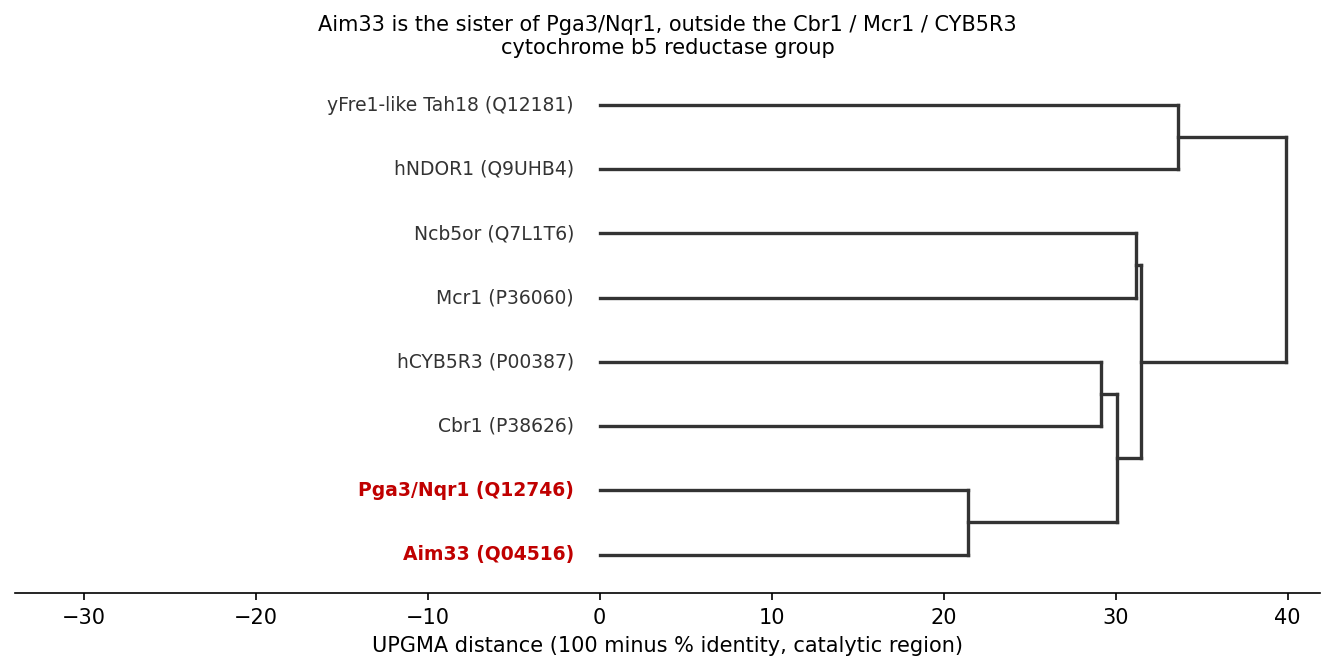 Aim33 is the sister of Pga3/Nqr1, outside the Cbr1 / Mcr1 / CYB5R3
cytochrome b5 reductase group
yFre1-like Tah18 (Q12181)
hNDOR1 (Q9UHB4)
Ncb5or (Q7L1T6)
Mcr1 (P36060)
hCYB5R3 (P00387)
Cbr1 (P38626)
Pga3/Nqr1 (Q12746)
Aim33 (Q04516)
−30 −20 −10 0 10 20 30 40
UPGMA distance (100 minus % identity, catalytic region)